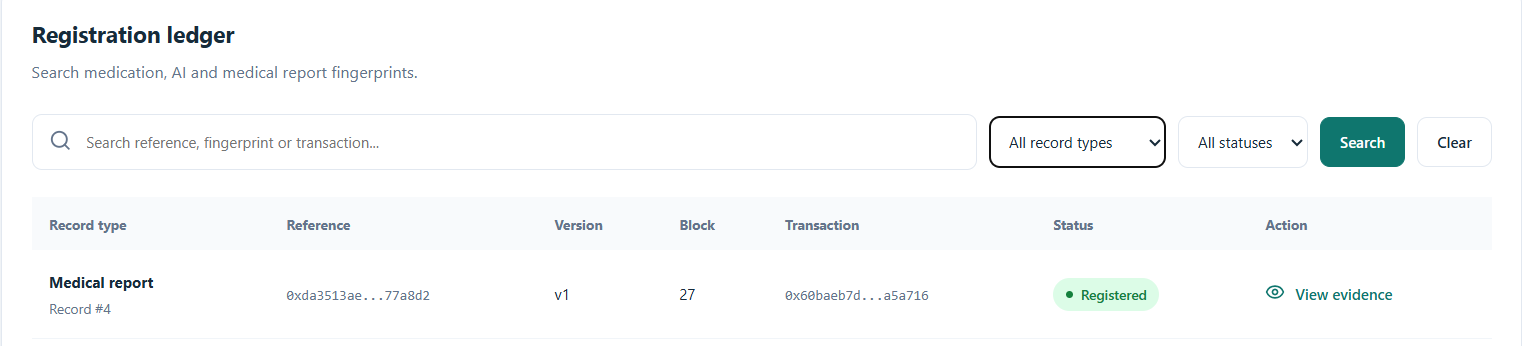 Registration ledger
Search medication, AI and medical report fingerprints.
Search reference, fingerprint or transaction...
All record types
All statuses
Search
Clear
Record type Reference Version Block Transaction Status Action
Medical report
Record #4
0xda3513ae...77a8d2 v1 27 0x60baeb7d...a5a716 Registered View evidence